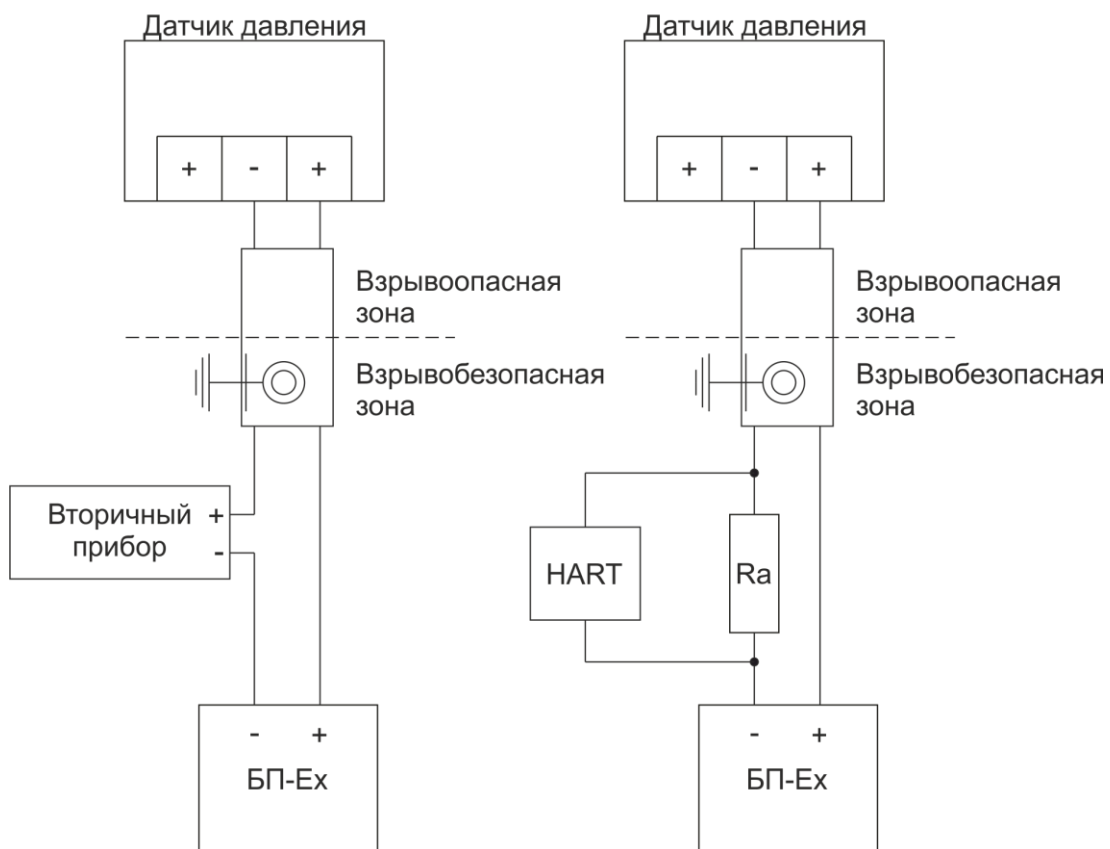 Датчик давления
+ - +
Взрывоопасная
зона
Взрывобезопасная
зона
Вторичный +
прибор -
- +
БП-Ex
Датчик давления
+ - +
Взрывоопасная
зона
Взрывобезопасная
зона
HART
Ra
- +
БП-Ex